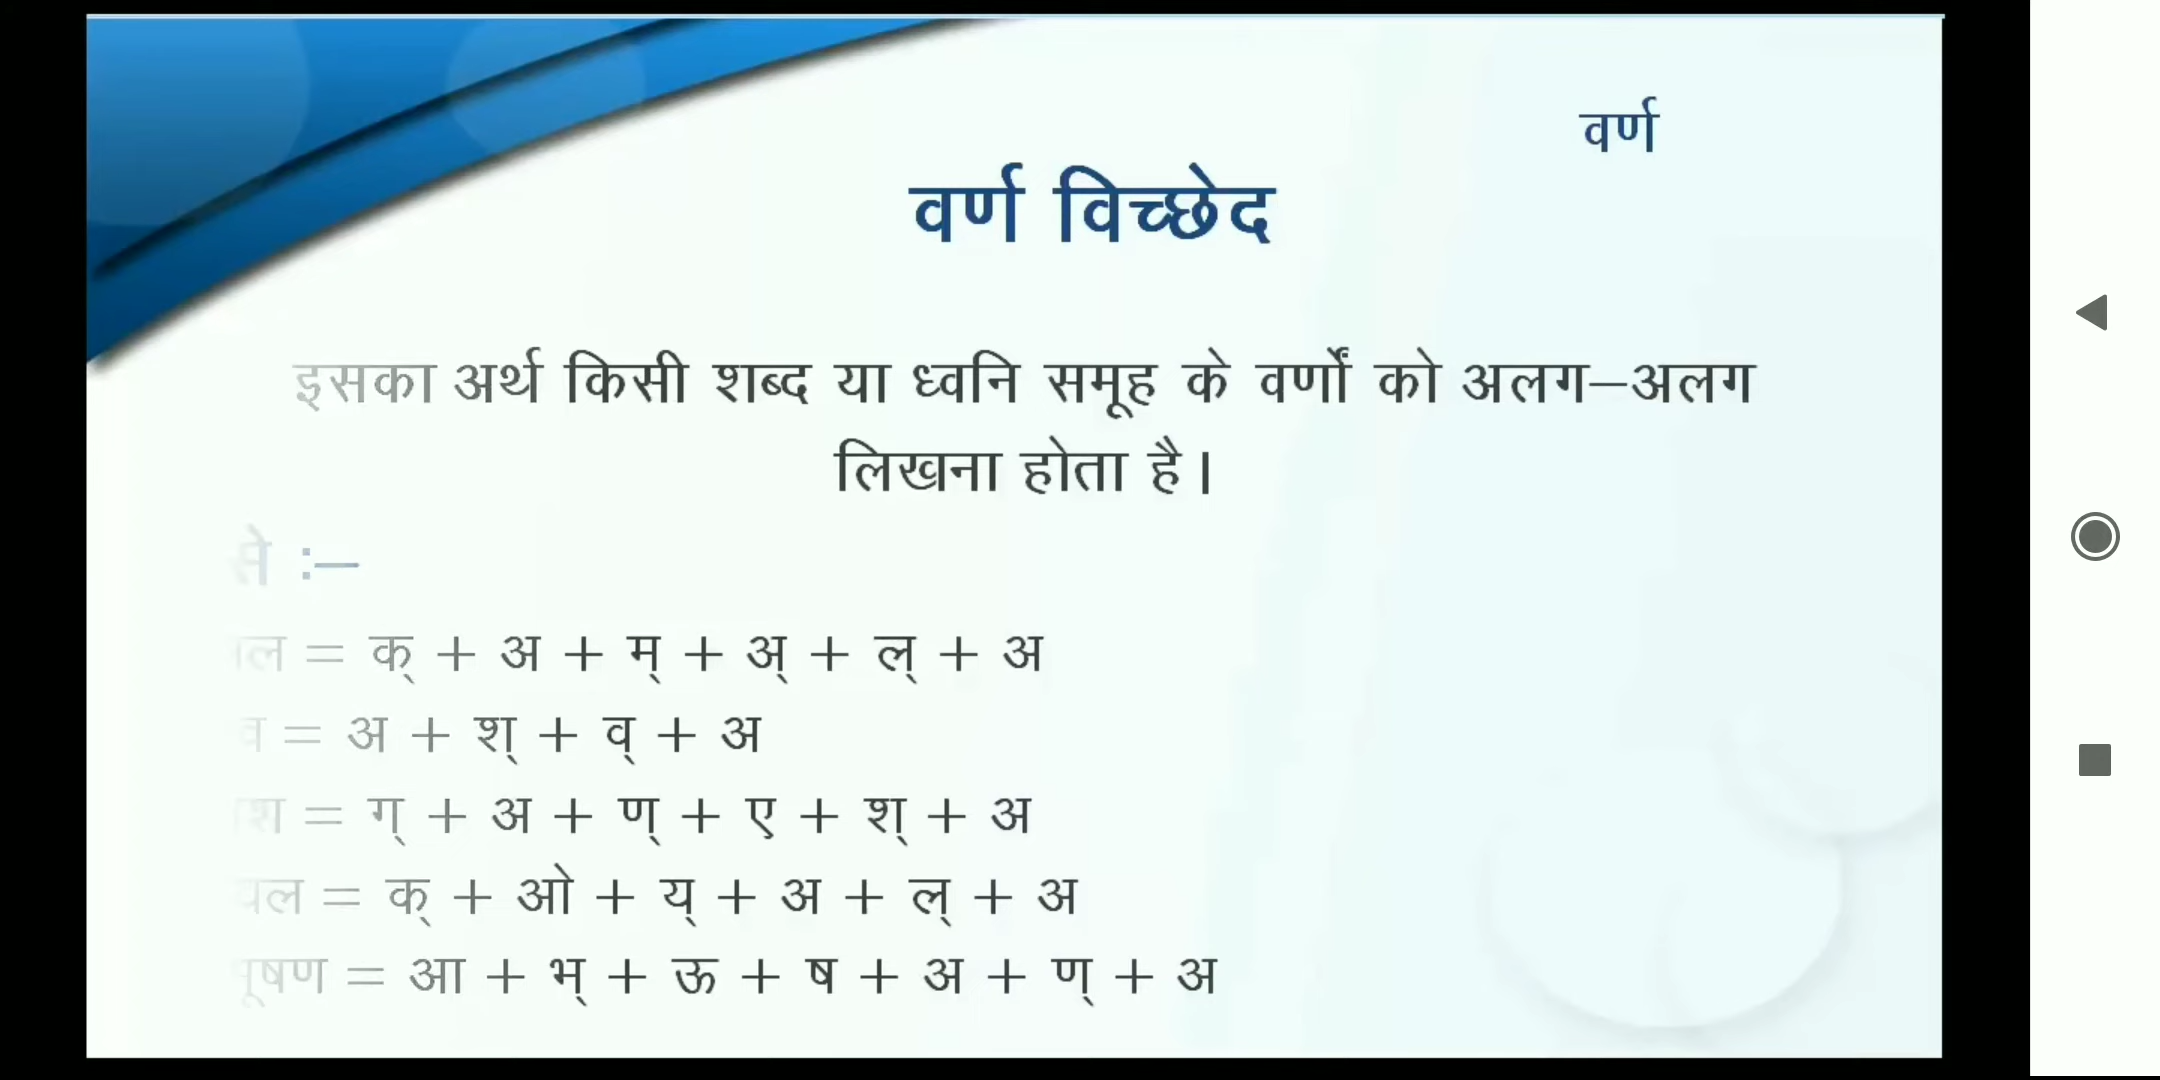 वर्ण
वर्ण विच्छेद
इसका अर्थ किसी शब्द या ध्वनि समूह के वर्णों को अलग–अलग
लिखना होता है।
:–
= क् + अ + म् + अ् + ल् + अ
= अ + श् + व् + अ
= ग् + अ + ण् + ए + श् + अ
= क् + ओ + य् + अ + ल् + अ
= आ + भ् + ऊ + ष + अ + ण् + अ